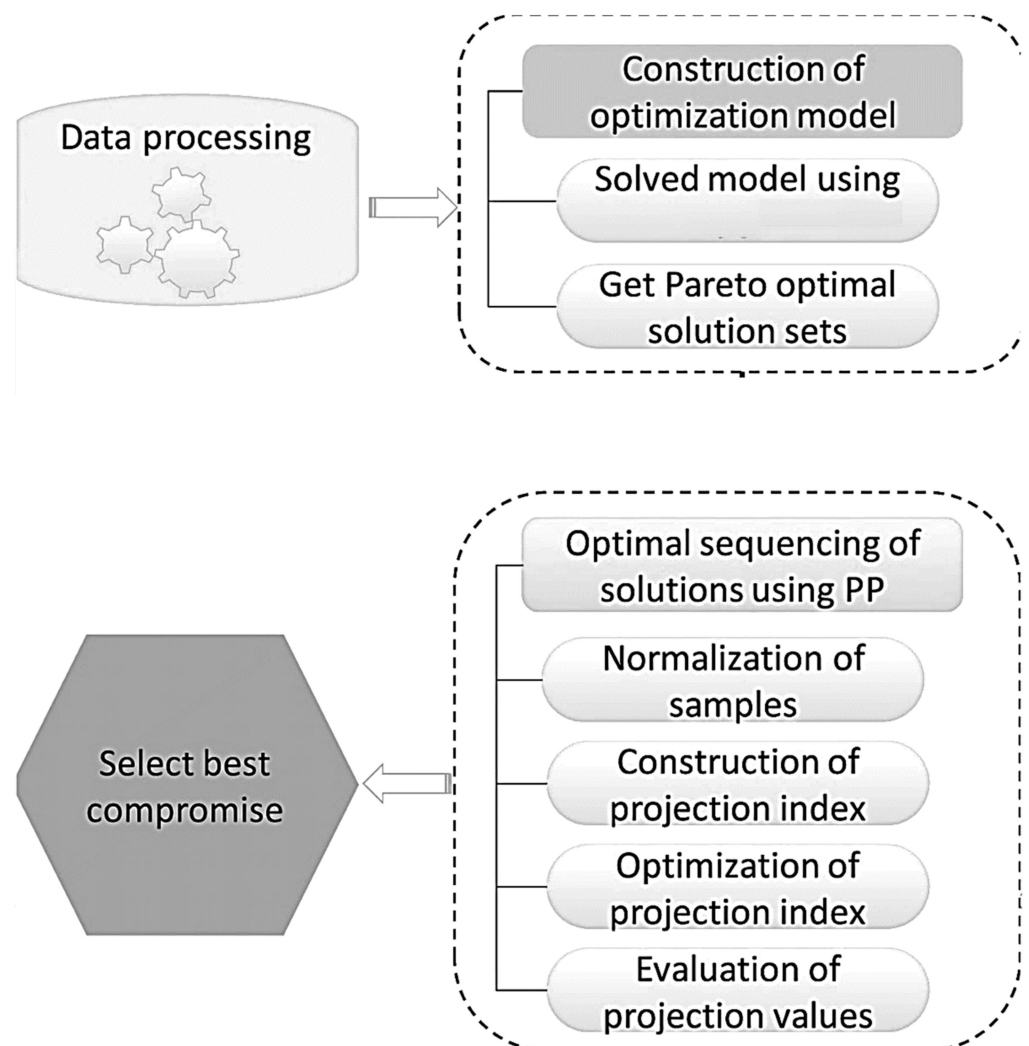 Data processing
Construction of
optimization model
Solved model using
Get Pareto optimal
solution sets
Optimal sequencing of
solutions using PP
Normalization of
samples
Construction of
projection index
Optimization of
projection index
Evaluation of
projection values
Select best
compromise